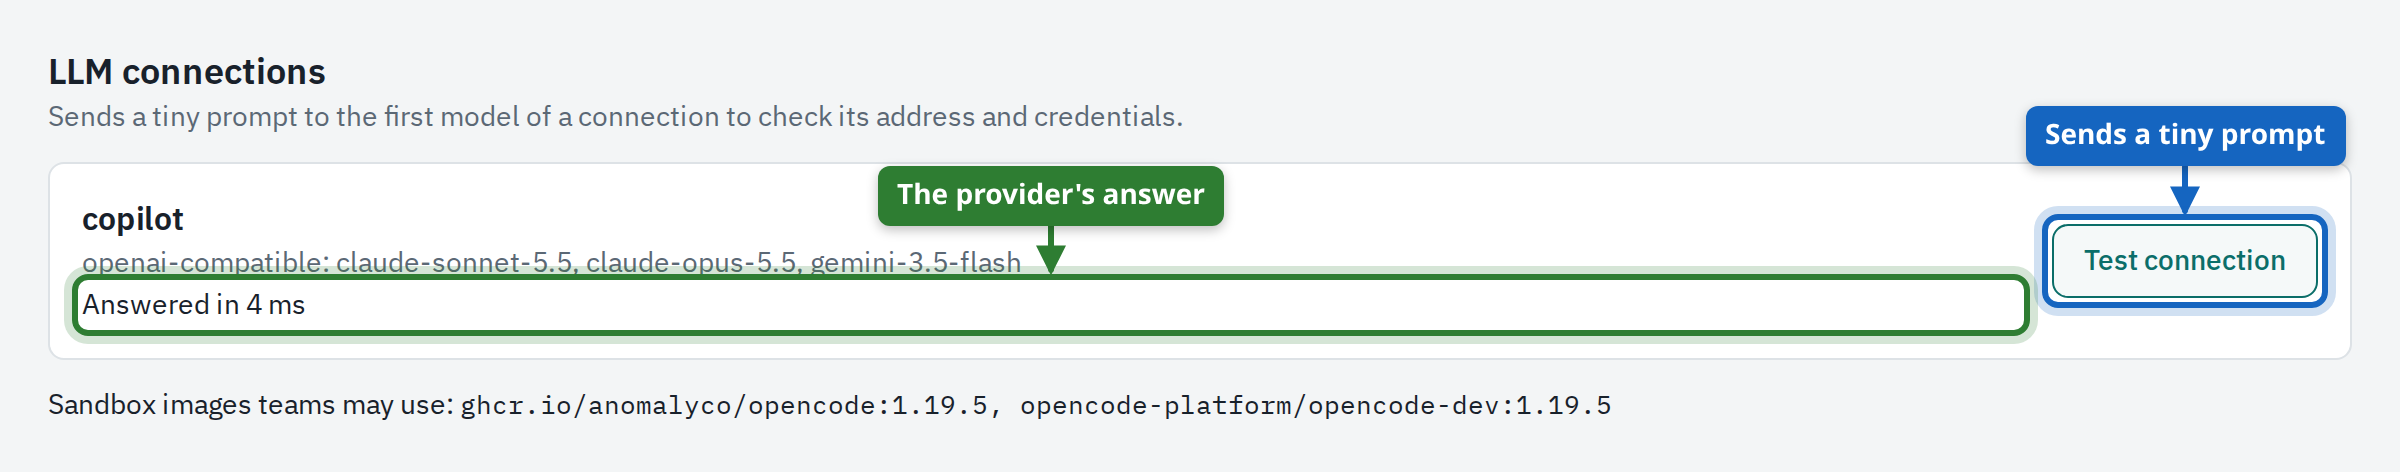 LLM connections
Sends a tiny prompt to the first model of a connection to check its address and credentials.
Sends a tiny prompt
The provider's answer
copilot
openai-compatible: claude-sonnet-5.5, claude-opus-5.5, gemini-3.5-flash
Test connection
Answered in 4 ms
Sandbox images teams may use: ghcr.io/anomalyco/opencode:1.19.5, opencode-platform/opencode-dev:1.19.5